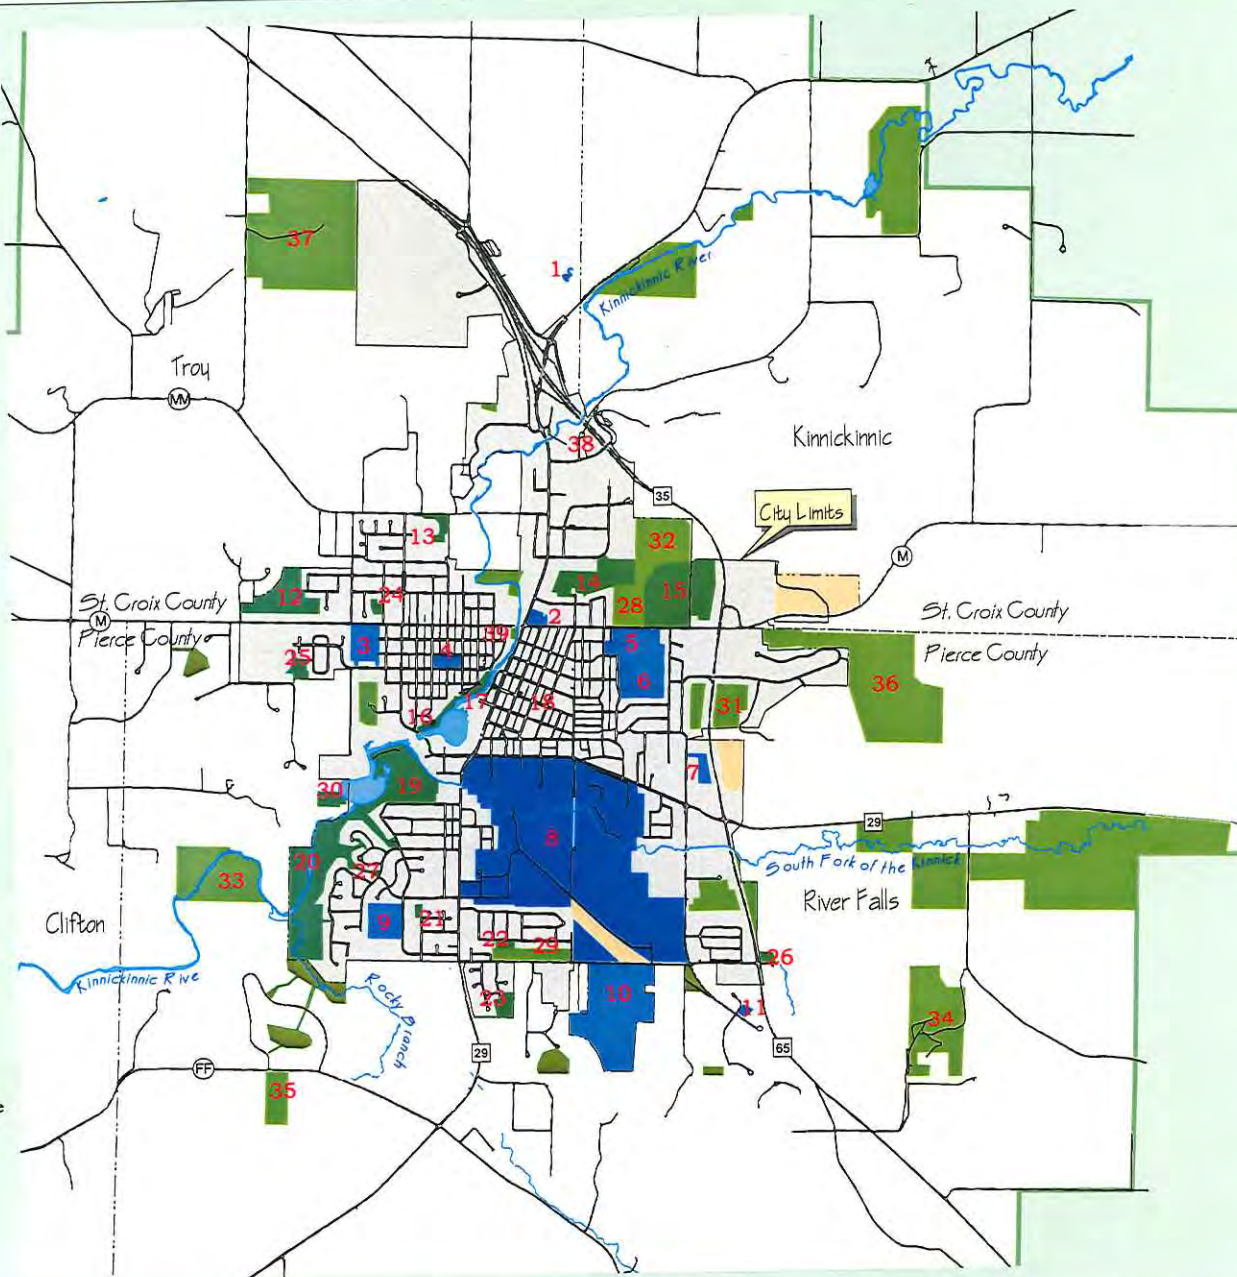 37
1
Kinnickinnic River
Troy
MM
38
Kinnickinnic
35
City Limits
13
32
M
12
24
14
28
15
St. Croix County
M
Pierce County
2
39
St. Croix County
Pierce County
3
4
5
25
6
36
16
17
18
31
30
19
7
8
29
South Fork of the Kinnick
20
27
33
River Falls
Clifton
9
21
22
29
26
Kinnickinnic Rive
Rocky Branch
23
10
11
34
29
65
FF
35
e